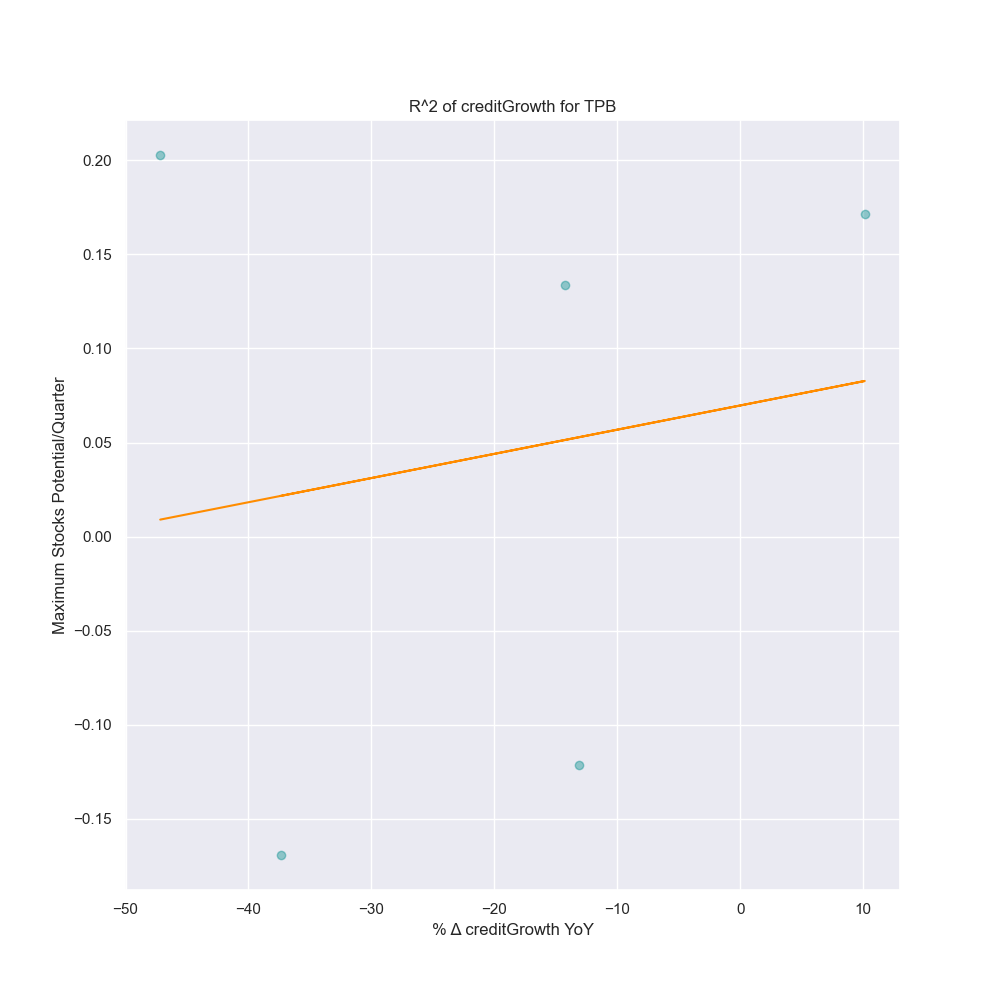 R^2 of creditGrowth for TPB
Maximum Stocks Potential/Quarter
0.20
0.15
0.10
0.05
0.00
−0.05
−0.10
−0.15
−50 −40 −30 −20 −10 0 10
% Δ creditGrowth YoY